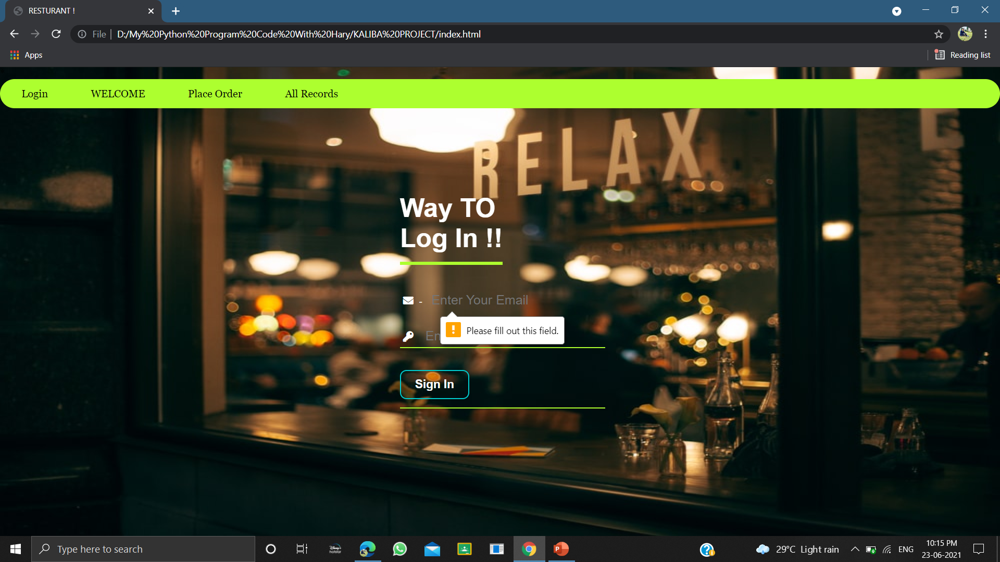 RESTURANT !
File
D:/My%20Python%20Program%20Code%20With%20Hary/KALIBA%20PROJECT/index.html
Apps
Reading list
Login
WELCOME
Place Order
All Records
RELAX
Way TO
Log In !!
- Enter Your Email
Please fill out this field.
En
Sign In
Type here to search
Disney+
hotstar
P
29°C Light rain
ENG
10:15 PM
23-06-2021